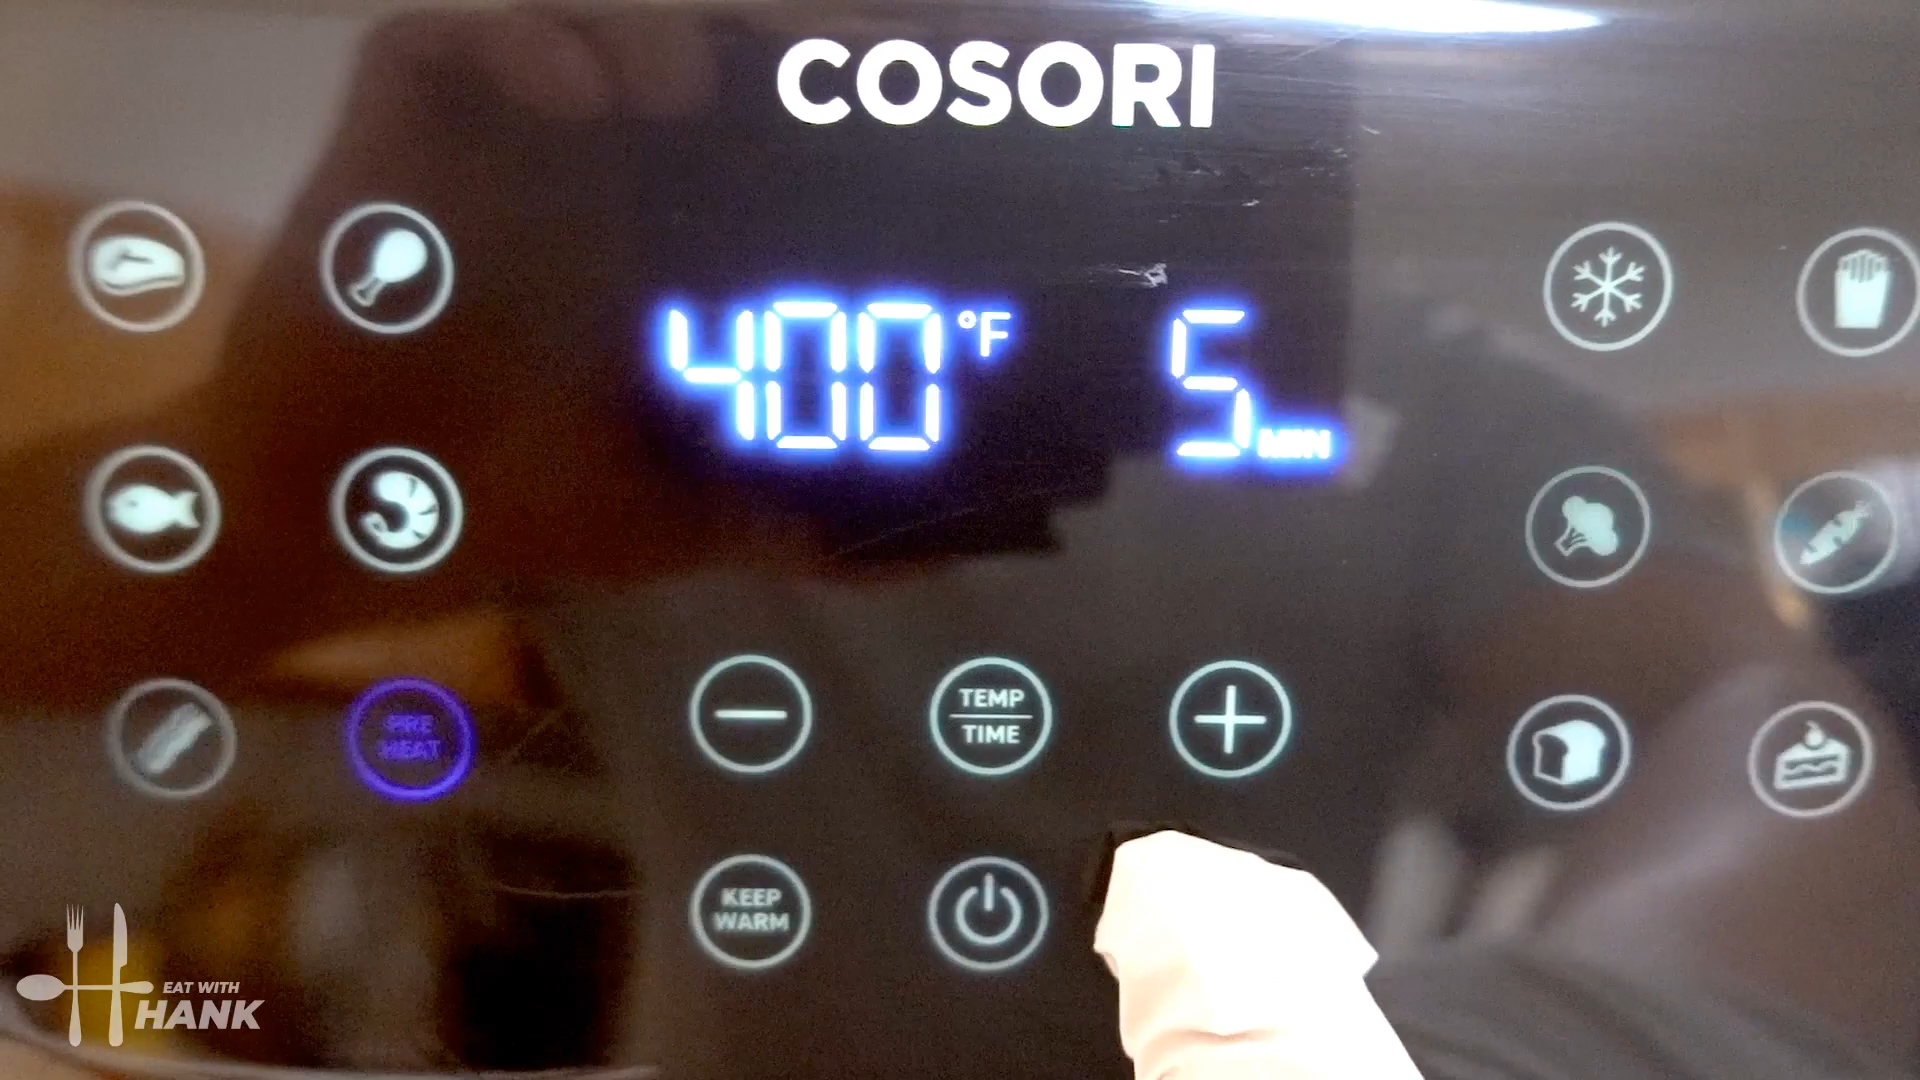 COSORI
400°F 5 MIN
PRE
HEAT
TEMP
TIME
KEEP
WARM
EAT WITH
HANK